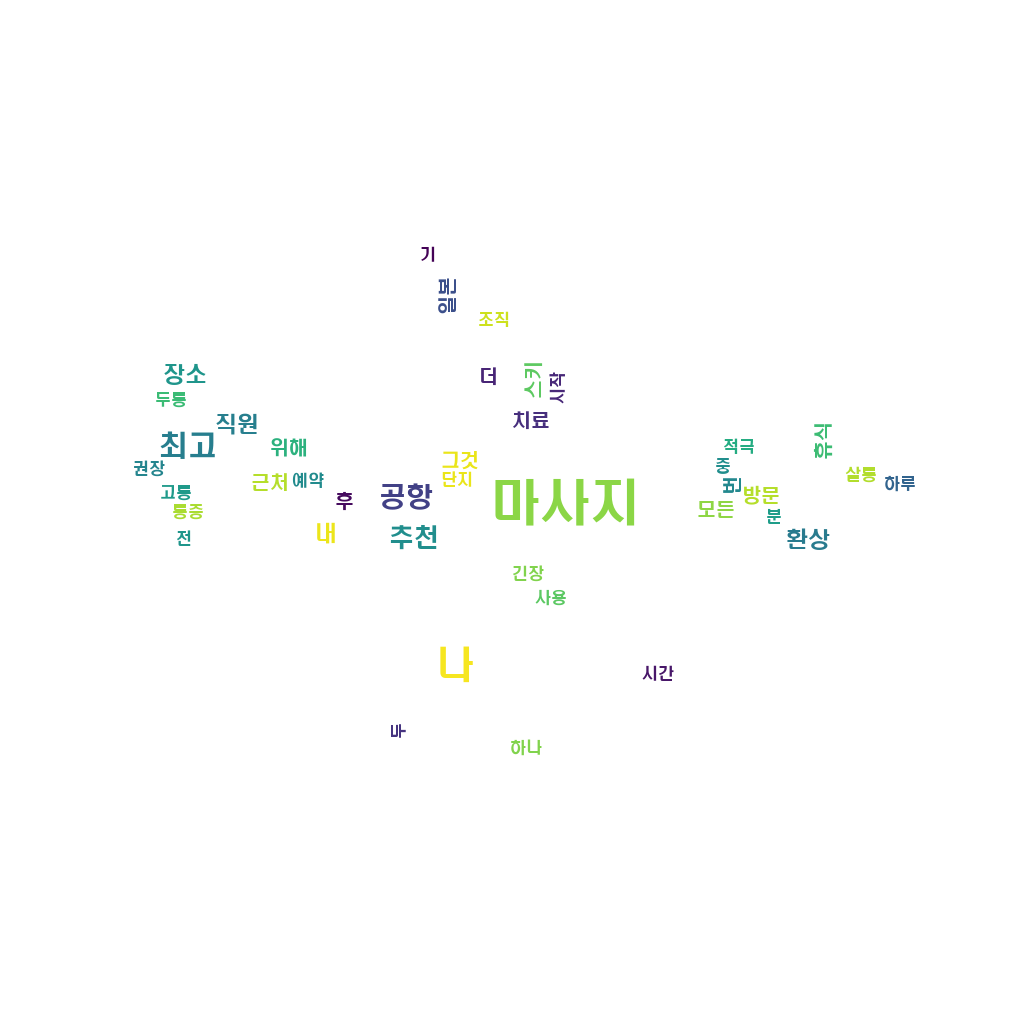 기
일본
조직
장소
더
스키
시작
두통
직원
치료
최고
위해
적극
휴식
그것
권장
중
살롱
근처
예약
단지
번
하루
고통
공항
마사지
방문
후
통증
모든
분
내
추천
전
환상
긴장
사용
나
시간
하나